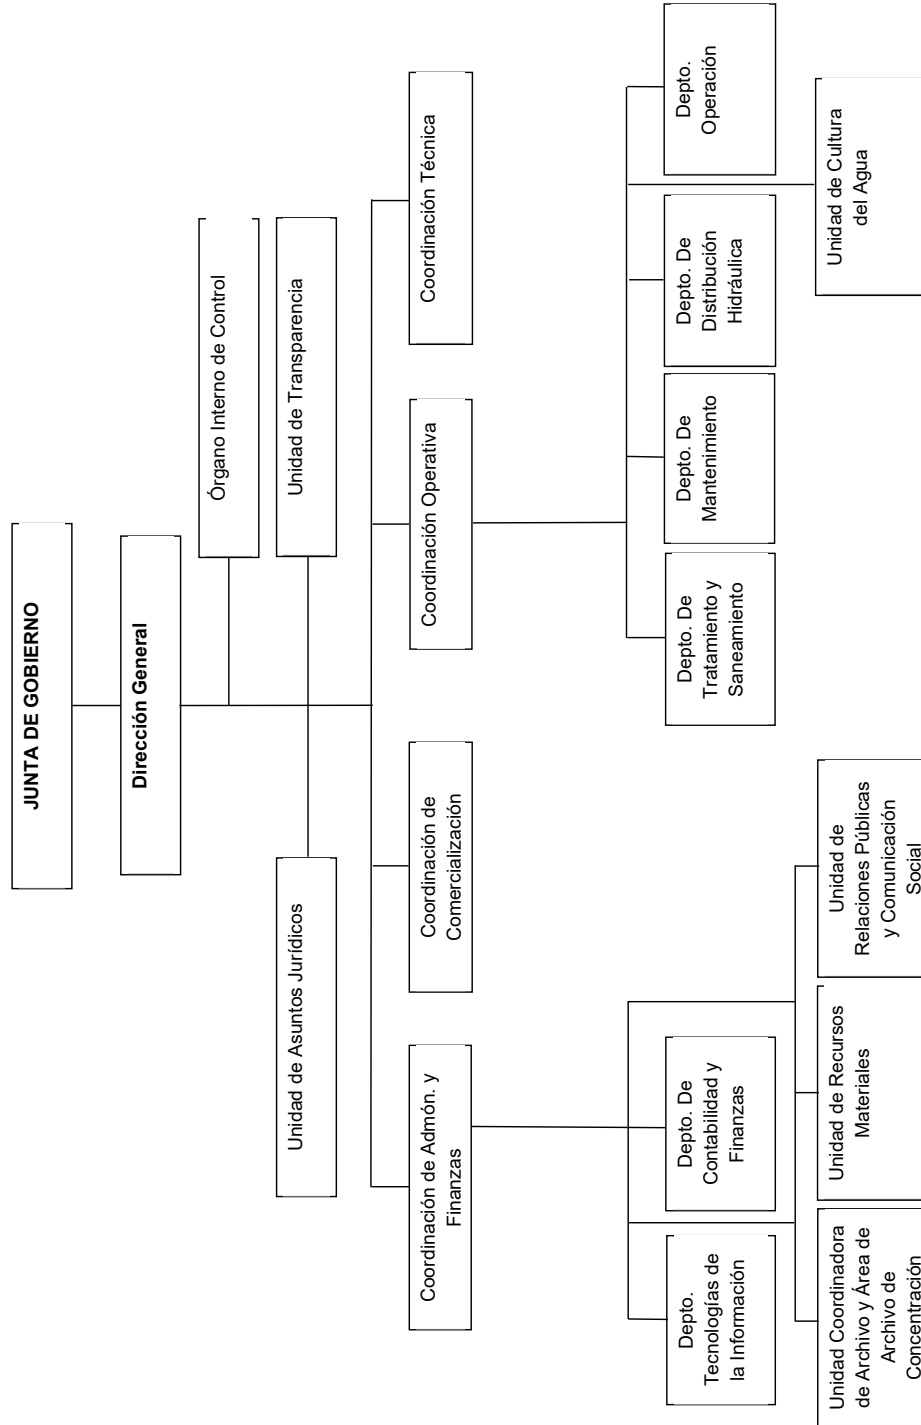 JUNTA DE GOBIERNO
Dirección General
Órgano Interno de Control
Unidad de Asuntos Jurídicos
Unidad de Transparencia
Coordinación de Admón. y
Finanzas
Coordinación de
Comercialización
Coordinación Operativa
Coordinación Técnica
Depto.
Tecnologías de
la Información
Depto. De
Contabilidad y
Finanzas
Depto. De
Tratamiento y
Saneamiento
Depto. De
Mantenimiento
Depto. De
Distribución
Hidráulica
Depto.
Operación
Unidad Coordinadora
de Archivo y Área de
Archivo de
Concentración
Unidad de Recursos
Materiales
Unidad de
Relaciones Públicas
y Comunicación
Social
Unidad de Cultura
del Agua